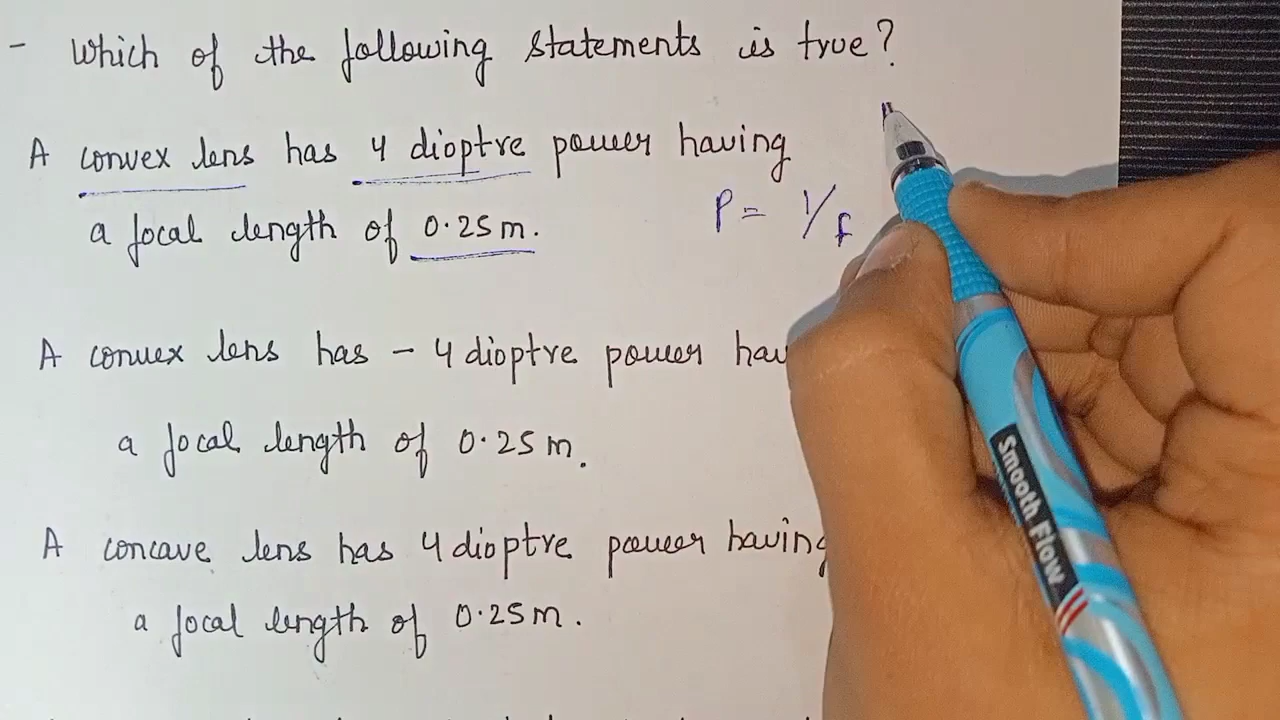 - Which of the following statements is true?
A convex lens has 4 dioptre power having
a focal length of 0.25 m.
P = 1/f
A convex lens has - 4 dioptre power
a focal length of 0.25 m.
A concave lens has 4 dioptre power having
a focal length of 0.25 m.
Smooth Flow